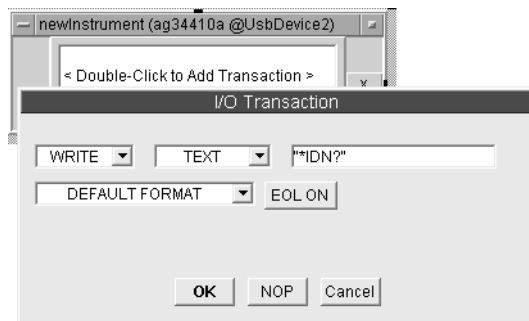 newInstrument (ag34410a @UsbDevice2)
< Double-Click to Add Transaction >
X
I/O Transaction
WRITE TEXT "*IDN?"
DEFAULT FORMAT EOL ON
OK NOP Cancel